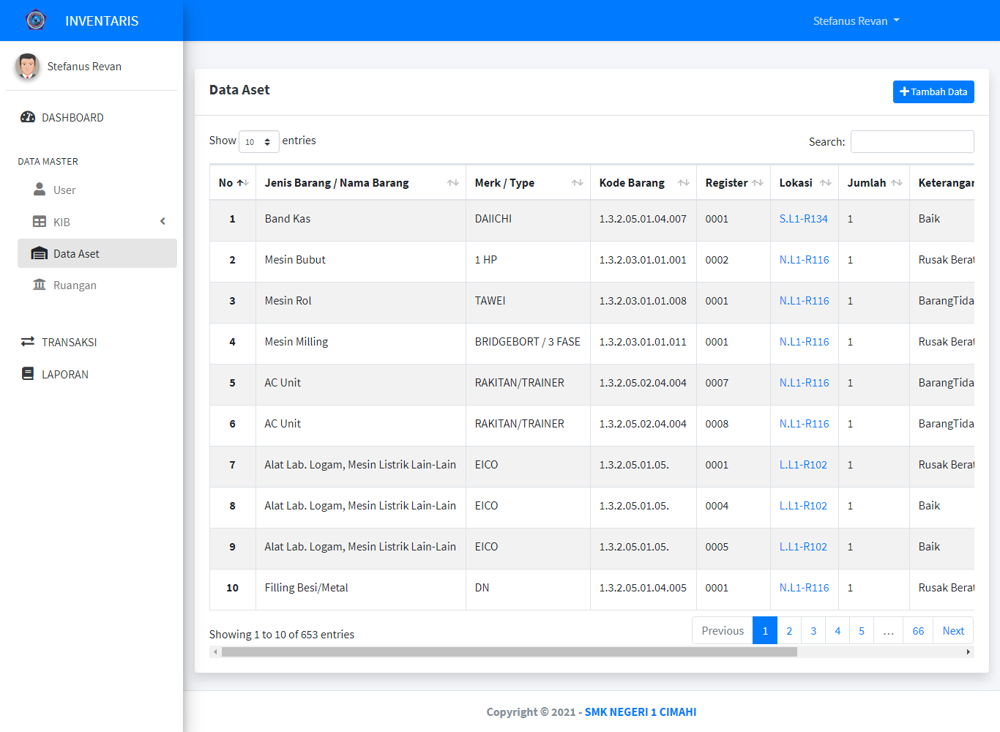 INVENTARIS
Stefanus Revan
Stefanus Revan
DASHBOARD
DATA MASTER
User
KIB
Data Aset
Ruangan
TRANSAKSI
LAPORAN
Data Aset
Tambah Data
Show 10 entries
Search:
No Jenis Barang / Nama Barang Merk / Type Kode Barang Register Lokasi Jumlah Keterangan
1 Band Kas DAIICHI 1.3.2.05.01.04.007 0001 S.L1-R134 1 Baik
2 Mesin Bubut 1 HP 1.3.2.03.01.01.001 0002 N.L1-R116 1 Rusak Berat
3 Mesin Rol TAWEI 1.3.2.03.01.01.008 0001 N.L1-R116 1 BarangTida
4 Mesin Milling BRIDGEBORT / 3 FASE 1.3.2.03.01.01.011 0001 N.L1-R116 1 Rusak Berat
5 AC Unit RAKITAN/TRAINER 1.3.2.05.02.04.004 0007 N.L1-R116 1 BarangTida
6 AC Unit RAKITAN/TRAINER 1.3.2.05.02.04.004 0008 N.L1-R116 1 BarangTida
7 Alat Lab. Logam, Mesin Listrik Lain-Lain EICO 1.3.2.05.01.05. 0001 L.L1-R102 1 Rusak Berat
8 Alat Lab. Logam, Mesin Listrik Lain-Lain EICO 1.3.2.05.01.05. 0004 L.L1-R102 1 Baik
9 Alat Lab. Logam, Mesin Listrik Lain-Lain EICO 1.3.2.05.01.05. 0005 L.L1-R102 1 Baik
10 Filling Besi/Metal DN 1.3.2.05.01.04.005 0001 N.L1-R116 1 Rusak Berat
Showing 1 to 10 of 653 entries
Previous 1 2 3 4 5 … 66 Next
Copyright © 2021 - SMK NEGERI 1 CIMAHI